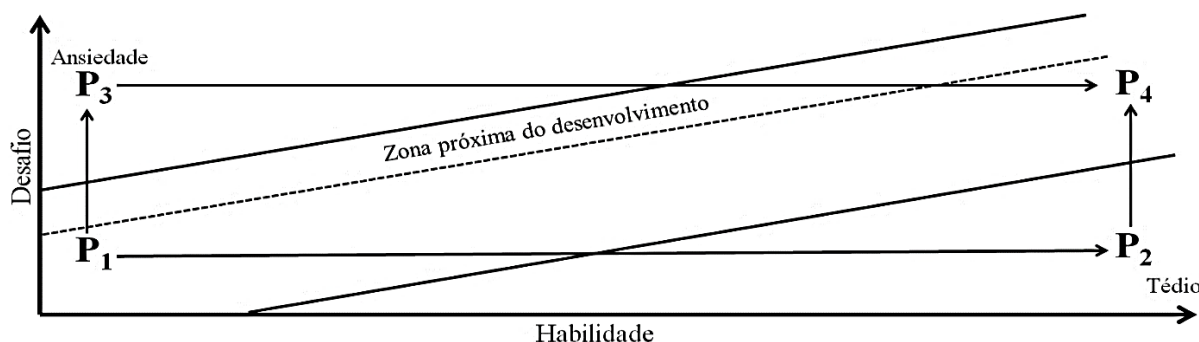 Ansiedade
P₃
P₄
Zona próxima do desenvolvimento
Desafio
P₁
P₂
Tédio
Habilidade